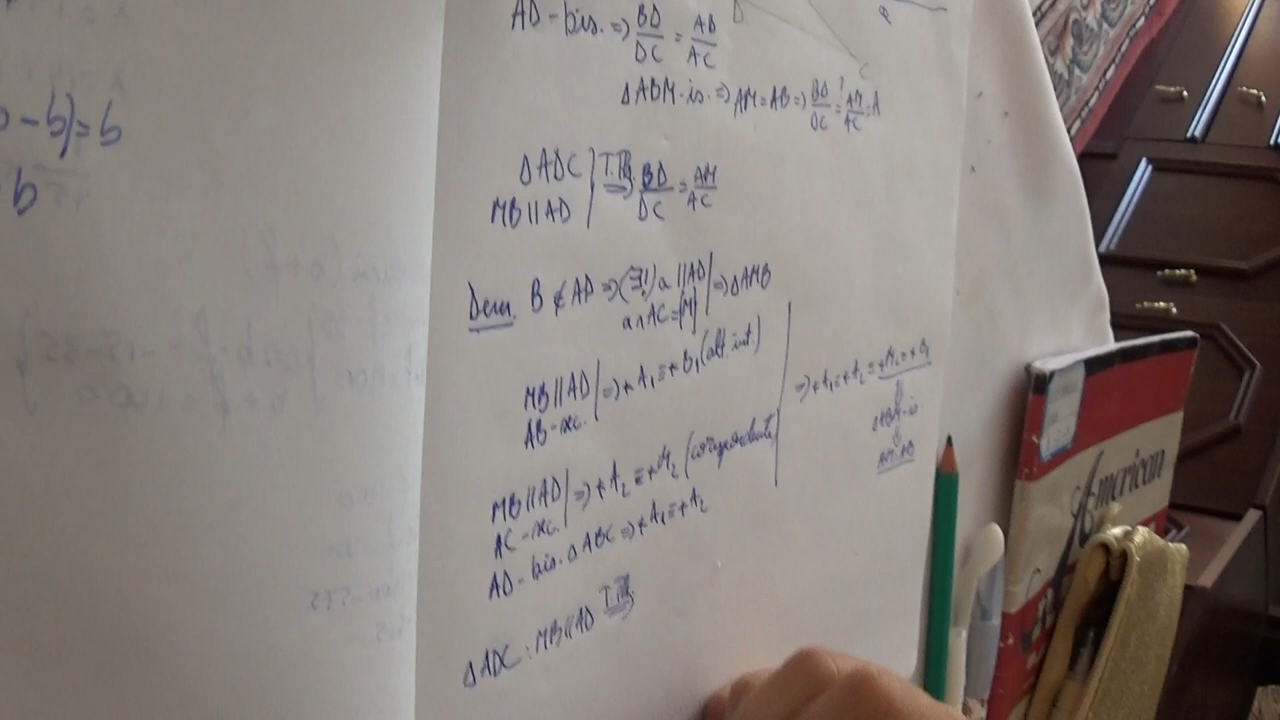 AD - bis. => BD/DC = AB/AC
D
C
ΔABM - is. => AM = AB => BD/DC =? AM/AC = A
ΔADC | T.Th. => BD/DC = AM/AC
MB || AD
Dem. B ∉ AD => (∃!) a || AD | => ΔAMB
a ∩ AC = {M}
MB || AD | => ∢A₁ ≡ ∢B₁ (alt. int.)
AB - sec.
MB || AD | => ∢A₂ ≡ ∢M₂ (corespondente)
AC - sec.
AD - bis. ΔABC => ∢A₁ ≡ ∢A₂
=> ∢A₁ ≡ ∢A₂ ≡ ∢M₂ ≡ ∢B₁
ΔABM - is
AM = AB
ΔADC : MB || AD T.Th. =>
American